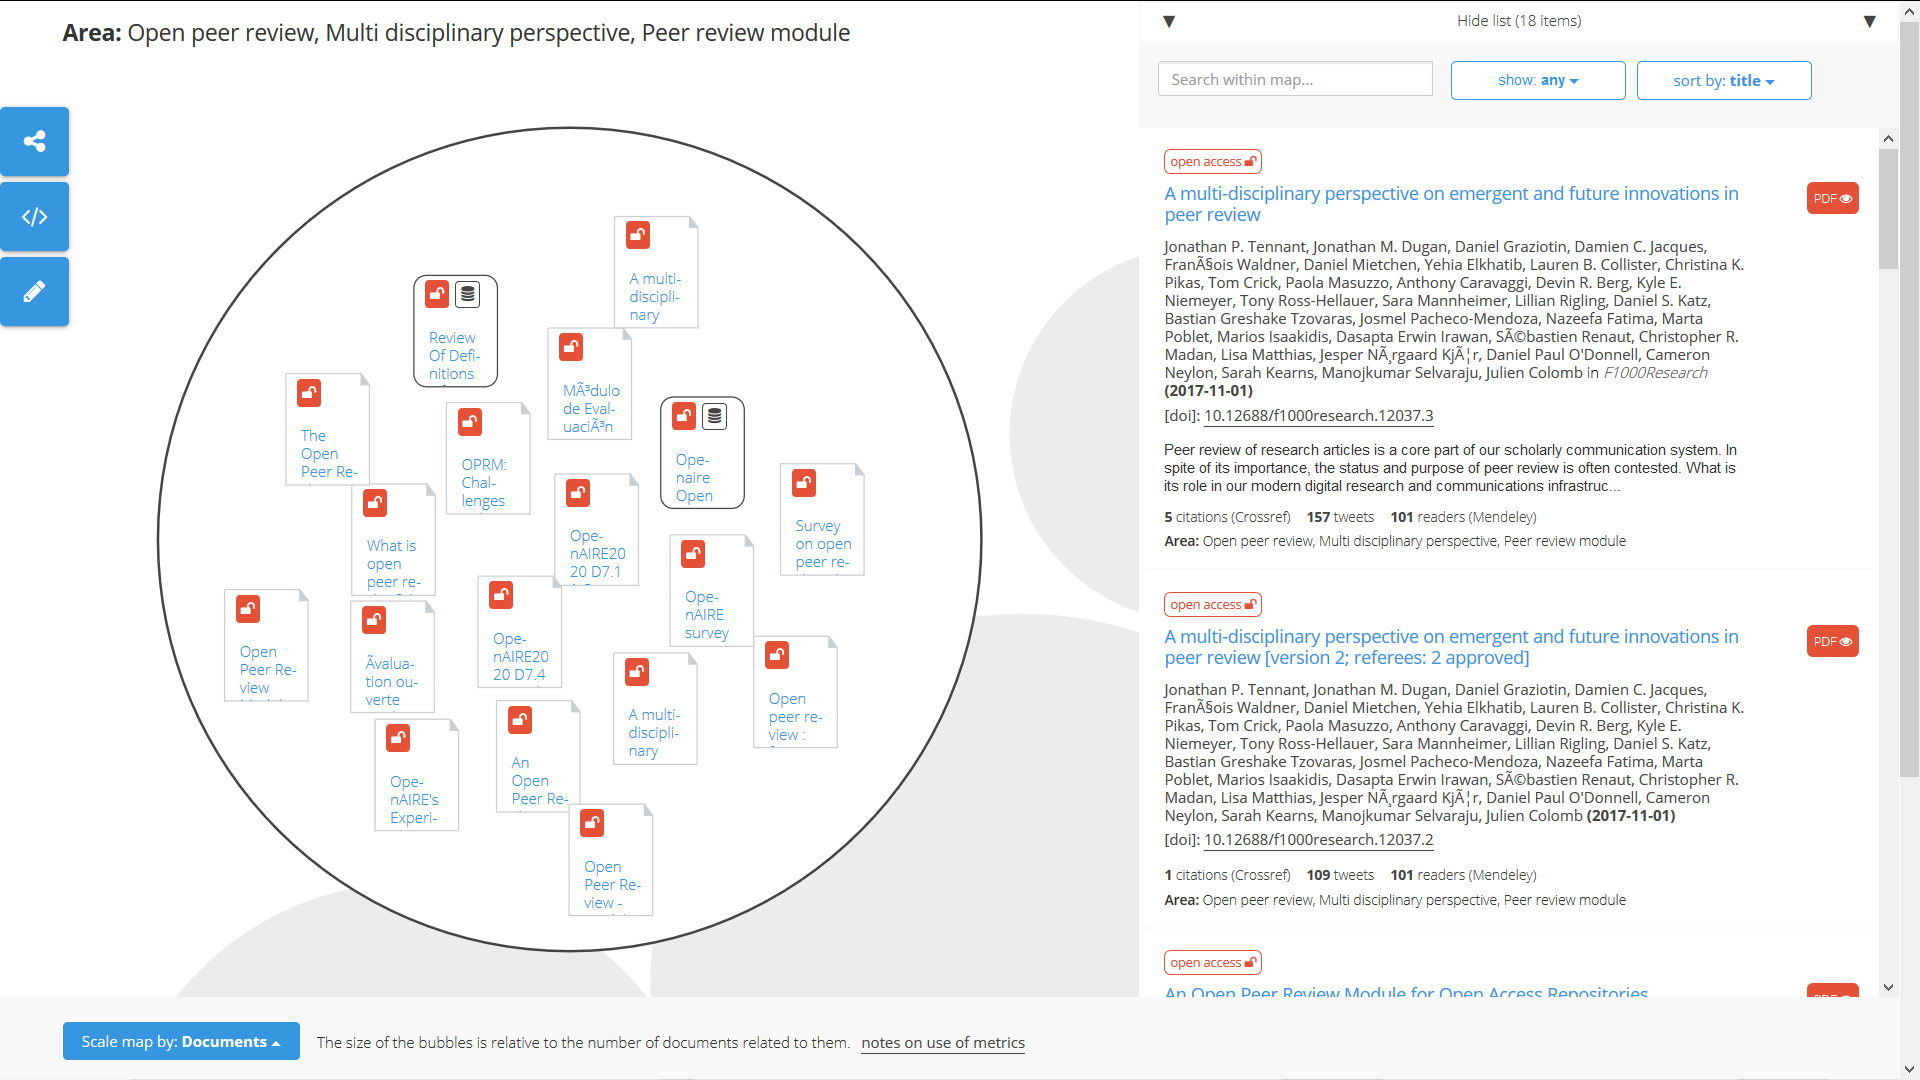 Area: Open peer review, Multi disciplinary perspective, Peer review module
A multi-
discipli-
nary
Review
Of Defi-
nitions
MÃ³dulo
de Eval-
uaciÃ³n
The
Open
Peer Re-
OPRM:
Chal-
lenges
Ope-
naire
Open
Survey
on open
peer re-
What is
open
peer re-
Ope-
nAIRE20
20 D7.1
Ope-
nAIRE
survey
Open
Peer Re-
view
Ãvalua-
tion ou-
verte
Ope-
nAIRE20
20 D7.4
A multi-
discipli-
nary
Open
peer re-
view :
Ope-
nAIRE's
Experi-
An
Open
Peer Re-
Open
Peer Re-
view -
Scale map by: Documents
The size of the bubbles is relative to the number of documents related to them. notes on use of metrics
Hide list (18 items)
Search within map...
show: any
sort by: title
open access
A multi-disciplinary perspective on emergent and future innovations in
peer review
PDF
Jonathan P. Tennant, Jonathan M. Dugan, Daniel Graziotin, Damien C. Jacques,
FranÃ§ois Waldner, Daniel Mietchen, Yehia Elkhatib, Lauren B. Collister, Christina K.
Pikas, Tom Crick, Paola Masuzzo, Anthony Caravaggi, Devin R. Berg, Kyle E.
Niemeyer, Tony Ross-Hellauer, Sara Mannheimer, Lillian Rigling, Daniel S. Katz,
Bastian Greshake Tzovaras, Josmel Pacheco-Mendoza, Nazeefa Fatima, Marta
Poblet, Marios Isaakidis, Dasapta Erwin Irawan, SÃ©bastien Renaut, Christopher R.
Madan, Lisa Matthias, Jesper NÃ¸rgaard KjÃ¦r, Daniel Paul O'Donnell, Cameron
Neylon, Sarah Kearns, Manojkumar Selvaraju, Julien Colomb in F1000Research
(2017-11-01)
[doi]: 10.12688/f1000research.12037.3
Peer review of research articles is a core part of our scholarly communication system. In
spite of its importance, the status and purpose of peer review is often contested. What is
its role in our modern digital research and communications infrastruc...
5 citations (Crossref) 157 tweets 101 readers (Mendeley)
Area: Open peer review, Multi disciplinary perspective, Peer review module
open access
A multi-disciplinary perspective on emergent and future innovations in
peer review [version 2; referees: 2 approved]
PDF
Jonathan P. Tennant, Jonathan M. Dugan, Daniel Graziotin, Damien C. Jacques,
FranÃ§ois Waldner, Daniel Mietchen, Yehia Elkhatib, Lauren B. Collister, Christina K.
Pikas, Tom Crick, Paola Masuzzo, Anthony Caravaggi, Devin R. Berg, Kyle E.
Niemeyer, Tony Ross-Hellauer, Sara Mannheimer, Lillian Rigling, Daniel S. Katz,
Bastian Greshake Tzovaras, Josmel Pacheco-Mendoza, Nazeefa Fatima, Marta
Poblet, Marios Isaakidis, Dasapta Erwin Irawan, SÃ©bastien Renaut, Christopher R.
Madan, Lisa Matthias, Jesper NÃ¸rgaard KjÃ¦r, Daniel Paul O'Donnell, Cameron
Neylon, Sarah Kearns, Manojkumar Selvaraju, Julien Colomb (2017-11-01)
[doi]: 10.12688/f1000research.12037.2
1 citations (Crossref) 109 tweets 101 readers (Mendeley)
Area: Open peer review, Multi disciplinary perspective, Peer review module
open access
An Open Peer Review Module for Open Access Repositories